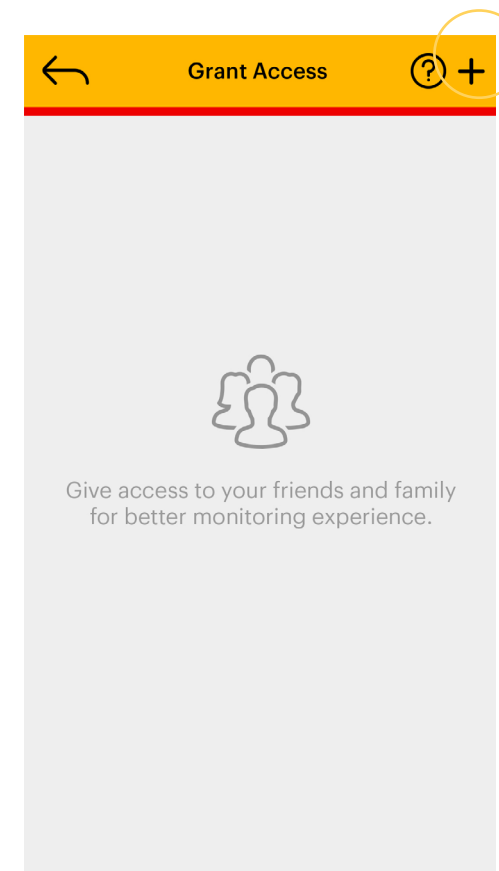 Grant Access
Give access to your friends and family
for better monitoring experience.